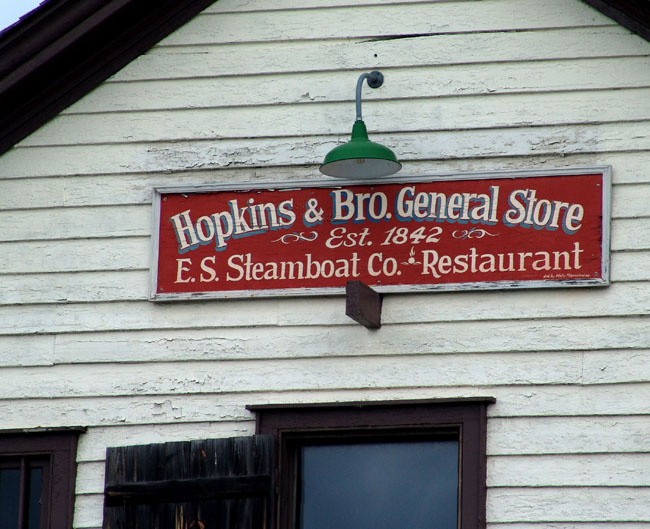 Hopkins & Bro. General Store
Est. 1842
E. S. Steamboat Co. Restaurant